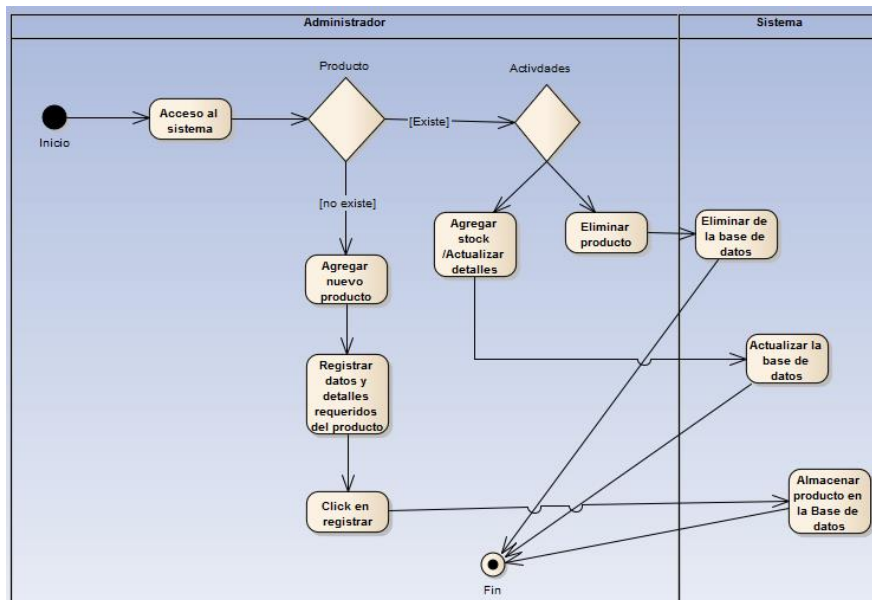 Administrador
Sistema
Producto
Activdades
Inicio
Acceso al
sistema
[Existe]
[no existe]
Agregar
stock
/Actualizar
detalles
Eliminar
producto
Eliminar de
la base de
datos
Agregar
nuevo
producto
Actualizar la
base de
datos
Registrar
datos y
detalles
requeridos
del producto
Click en
registrar
Almacenar
producto en
la Base de
datos
Fin